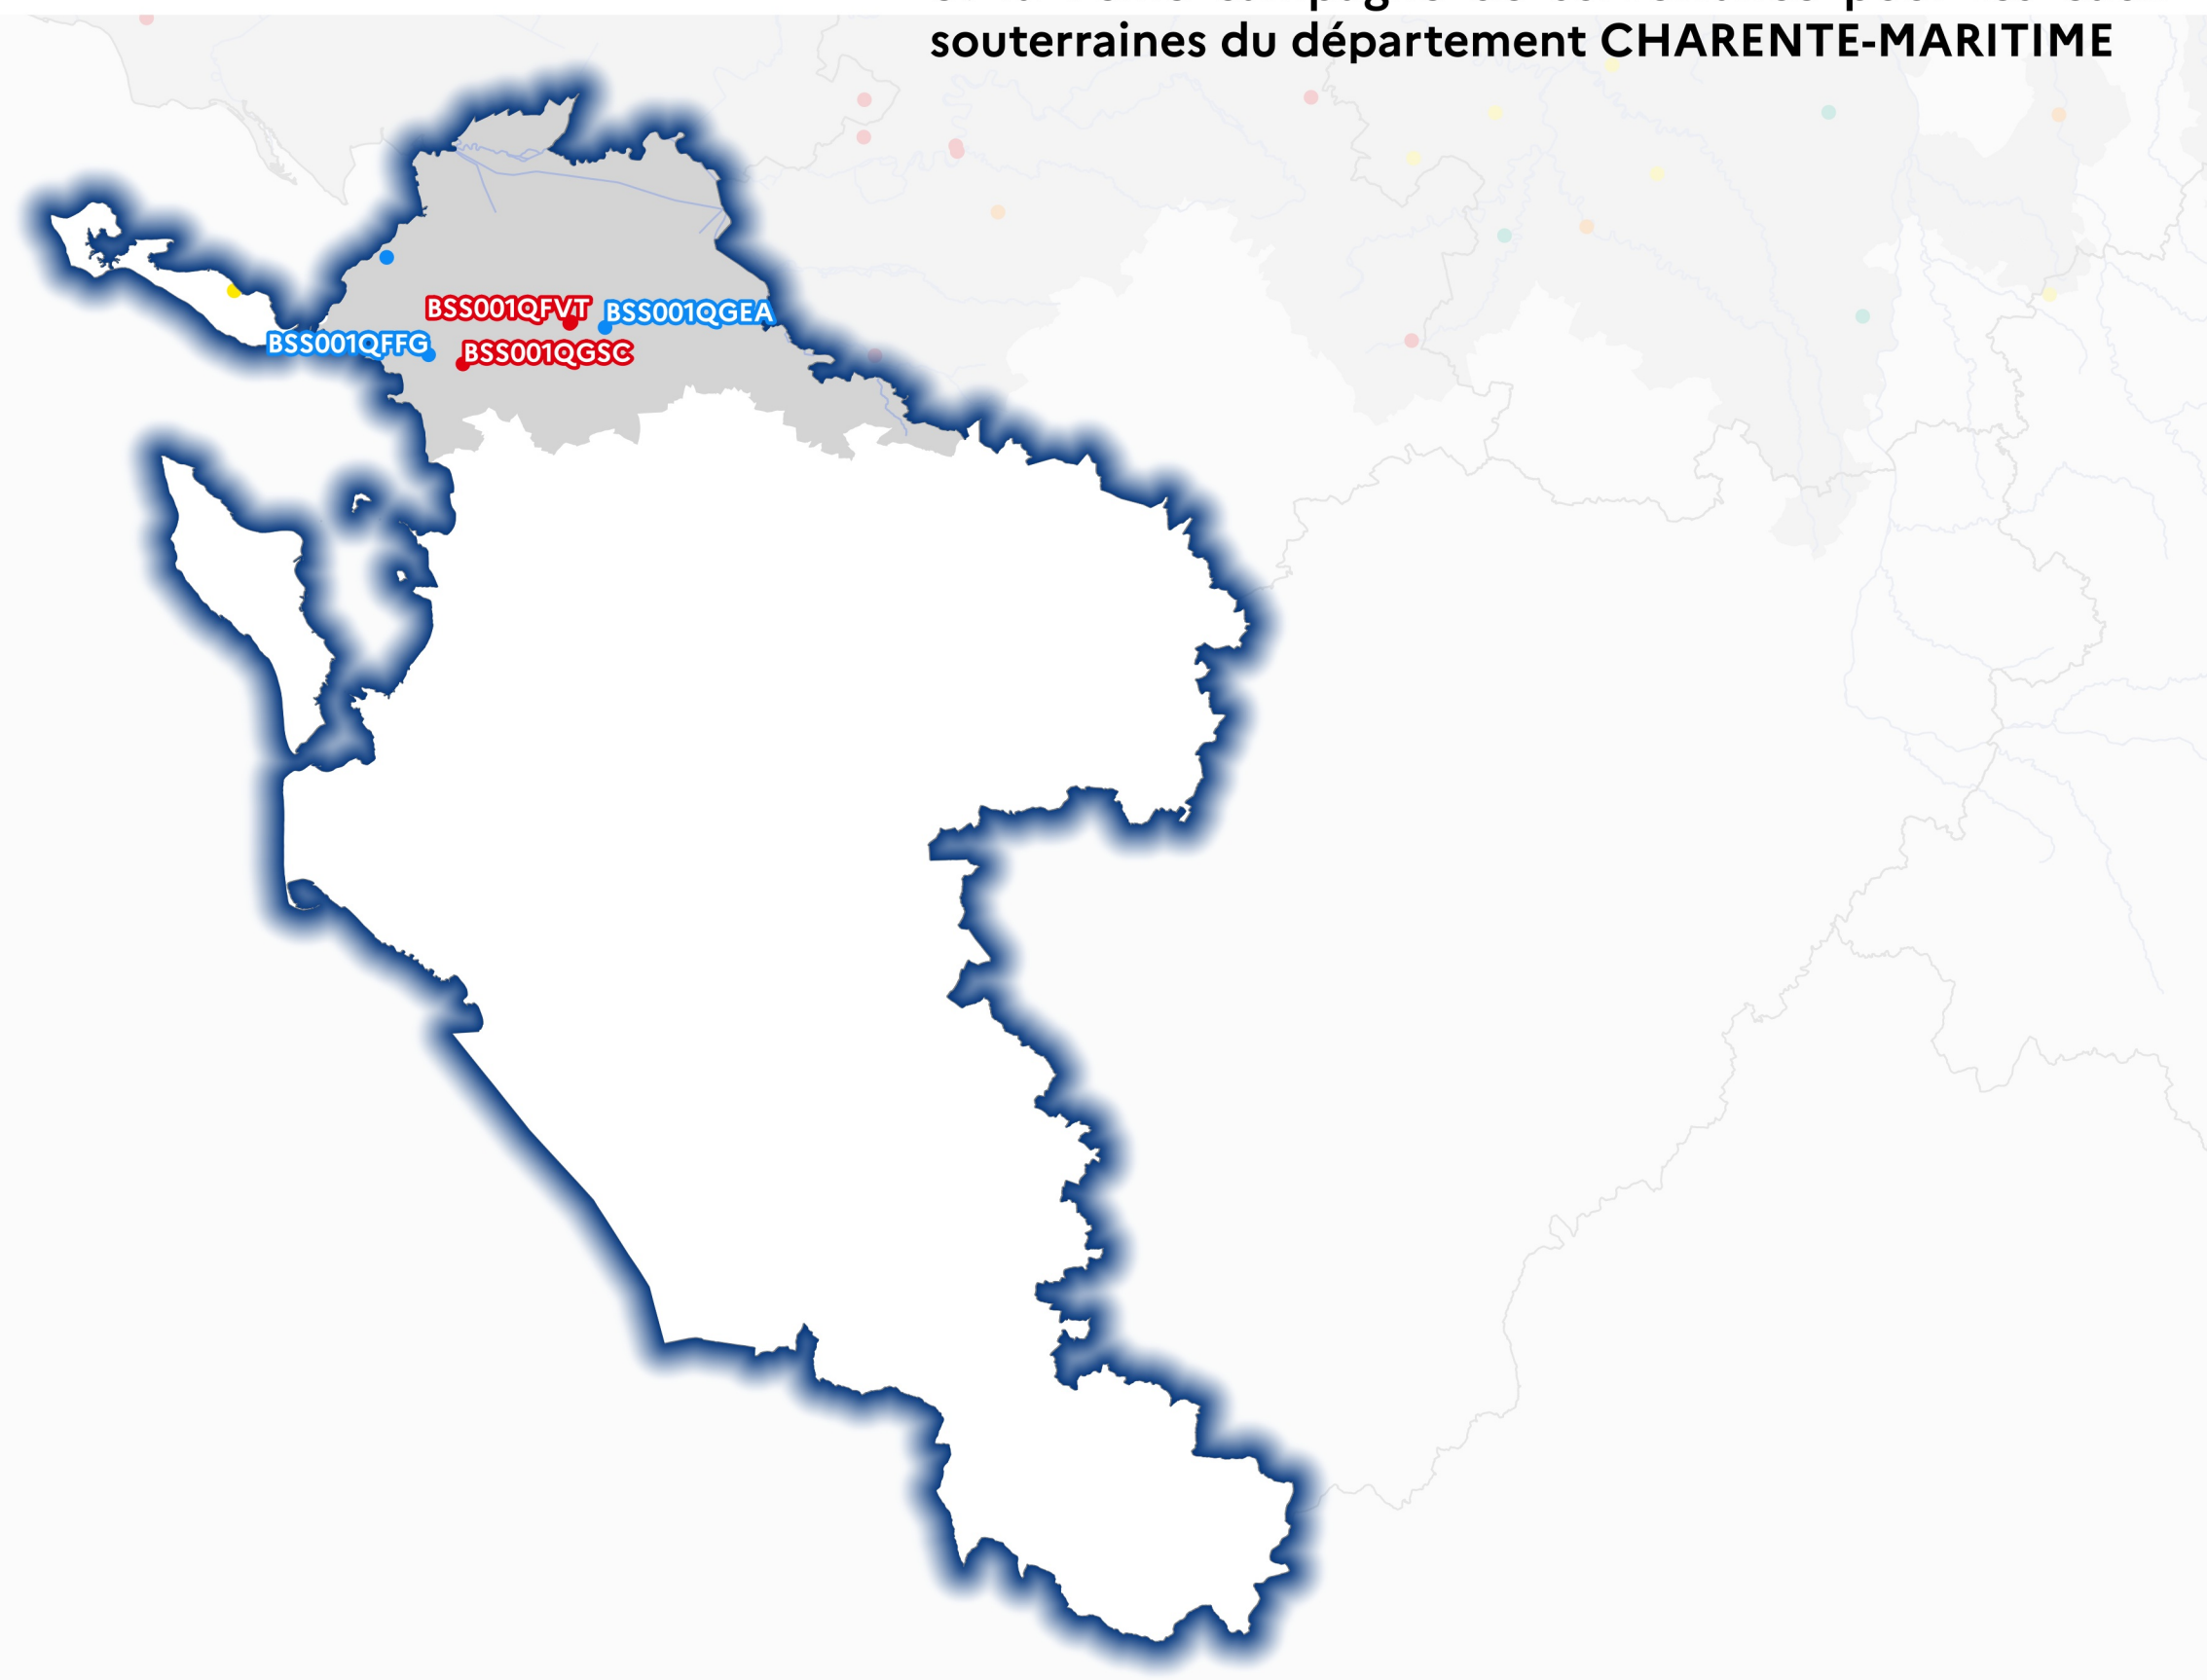 souterraines du département CHARENTE-MARITIME
BSS001QFVT
BSS001QGEA
BSS001QFFG
BSS001QGSC